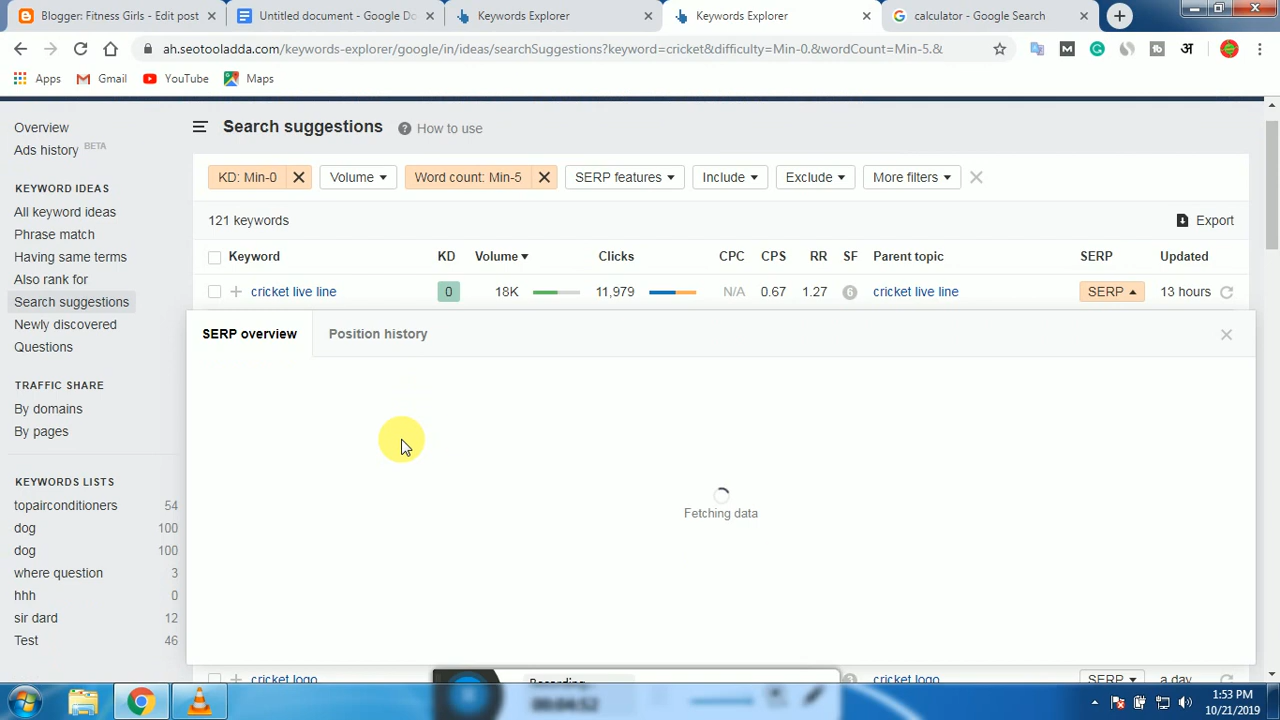 Blogger: Fitness Girls - Edit post
Untitled document - Google Do
Keywords Explorer
Keywords Explorer
calculator - Google Search
ah.seotooladda.com/keywords-explorer/google/in/ideas/searchSuggestions?keyword=cricket&difficulty=Min-0.&wordCount=Min-5.&
Apps
Gmail
YouTube
Maps
Overview
Ads history BETA
KEYWORD IDEAS
All keyword ideas
Phrase match
Having same terms
Also rank for
Search suggestions
Newly discovered
Questions
TRAFFIC SHARE
By domains
By pages
KEYWORDS LISTS
topairconditioners 54
dog 100
dog 100
where question 3
hhh 0
sir dard 12
Test 46
Search suggestions ? How to use
KD: Min-0
Volume
Word count: Min-5
SERP features
Include
Exclude
More filters
121 keywords
Export
Keyword KD Volume Clicks CPC CPS RR SF Parent topic SERP Updated
cricket live line 0 18K 11,979 N/A 0.67 1.27 6 cricket live line SERP 13 hours
SERP overview
Position history
Fetching data
cricket logo cricket logo SERP a day
Recording...
00:04:52
1:53 PM
10/21/2019